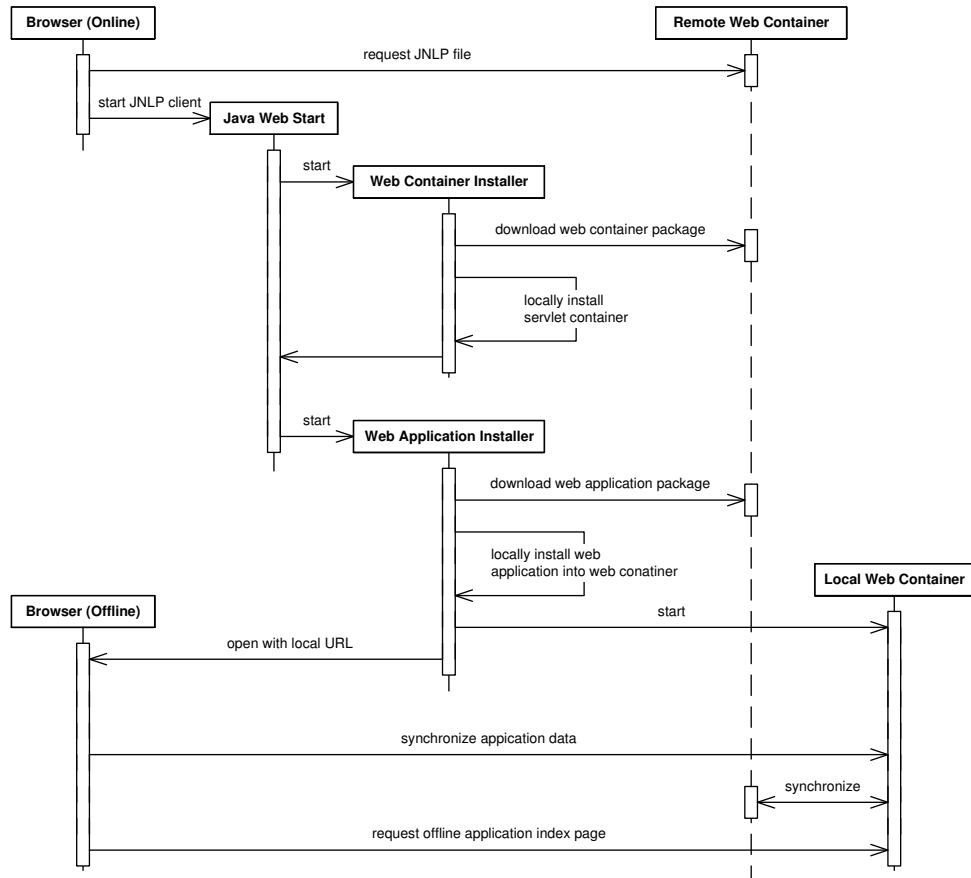 Browser (Online)
Remote Web Container
request JNLP file
start JNLP client
Java Web Start
start
Web Container Installer
download web container package
locally install
servlet container
start
Web Application Installer
download web application package
locally install web
application into web conatiner
Local Web Container
Browser (Offline)
start
open with local URL
synchronize appication data
synchronize
request offline application index page